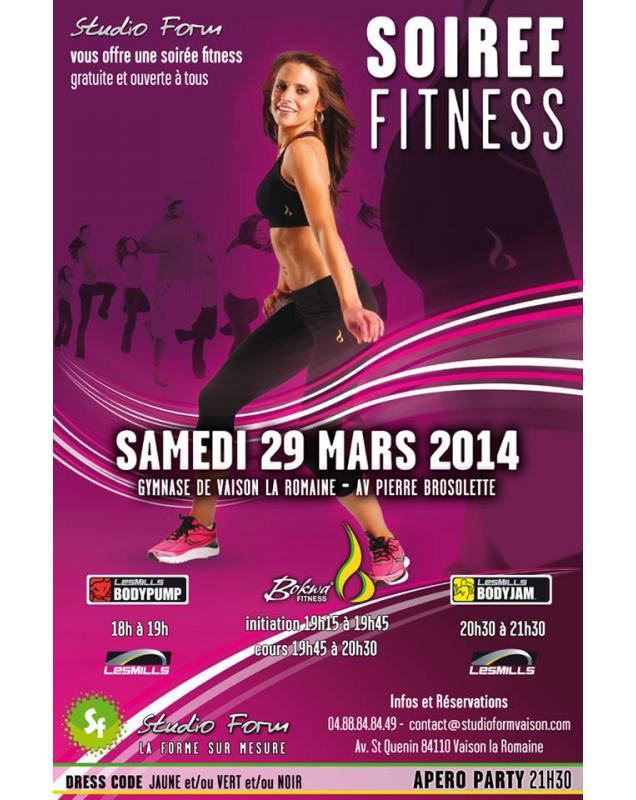 Studio Form
vous offre une soirée fitness
gratuite et ouverte à tous
SOIREE
FITNESS
SAMEDI 29 MARS 2014
GYMNASE DE VAISON LA ROMAINE - AV PIERRE BROSOLETTE
LESMILLS
BODYPUMP
18h à 19h
LESMILLS
Bokwa®
FITNESS
initiation 19h15 à 19h45
cours 19h45 à 20h30
LESMILLS
BODYJAM
20h30 à 21h30
LESMILLS
Sf
Studio Form
LA FORME SUR MESURE
Infos et Réservations
04.88.84.84.49 - contact@studioformvaison.com
Av. St Quenin 84110 Vaison la Romaine
DRESS CODE JAUNE et/ou VERT et/ou NOIR
APERO PARTY 21H30